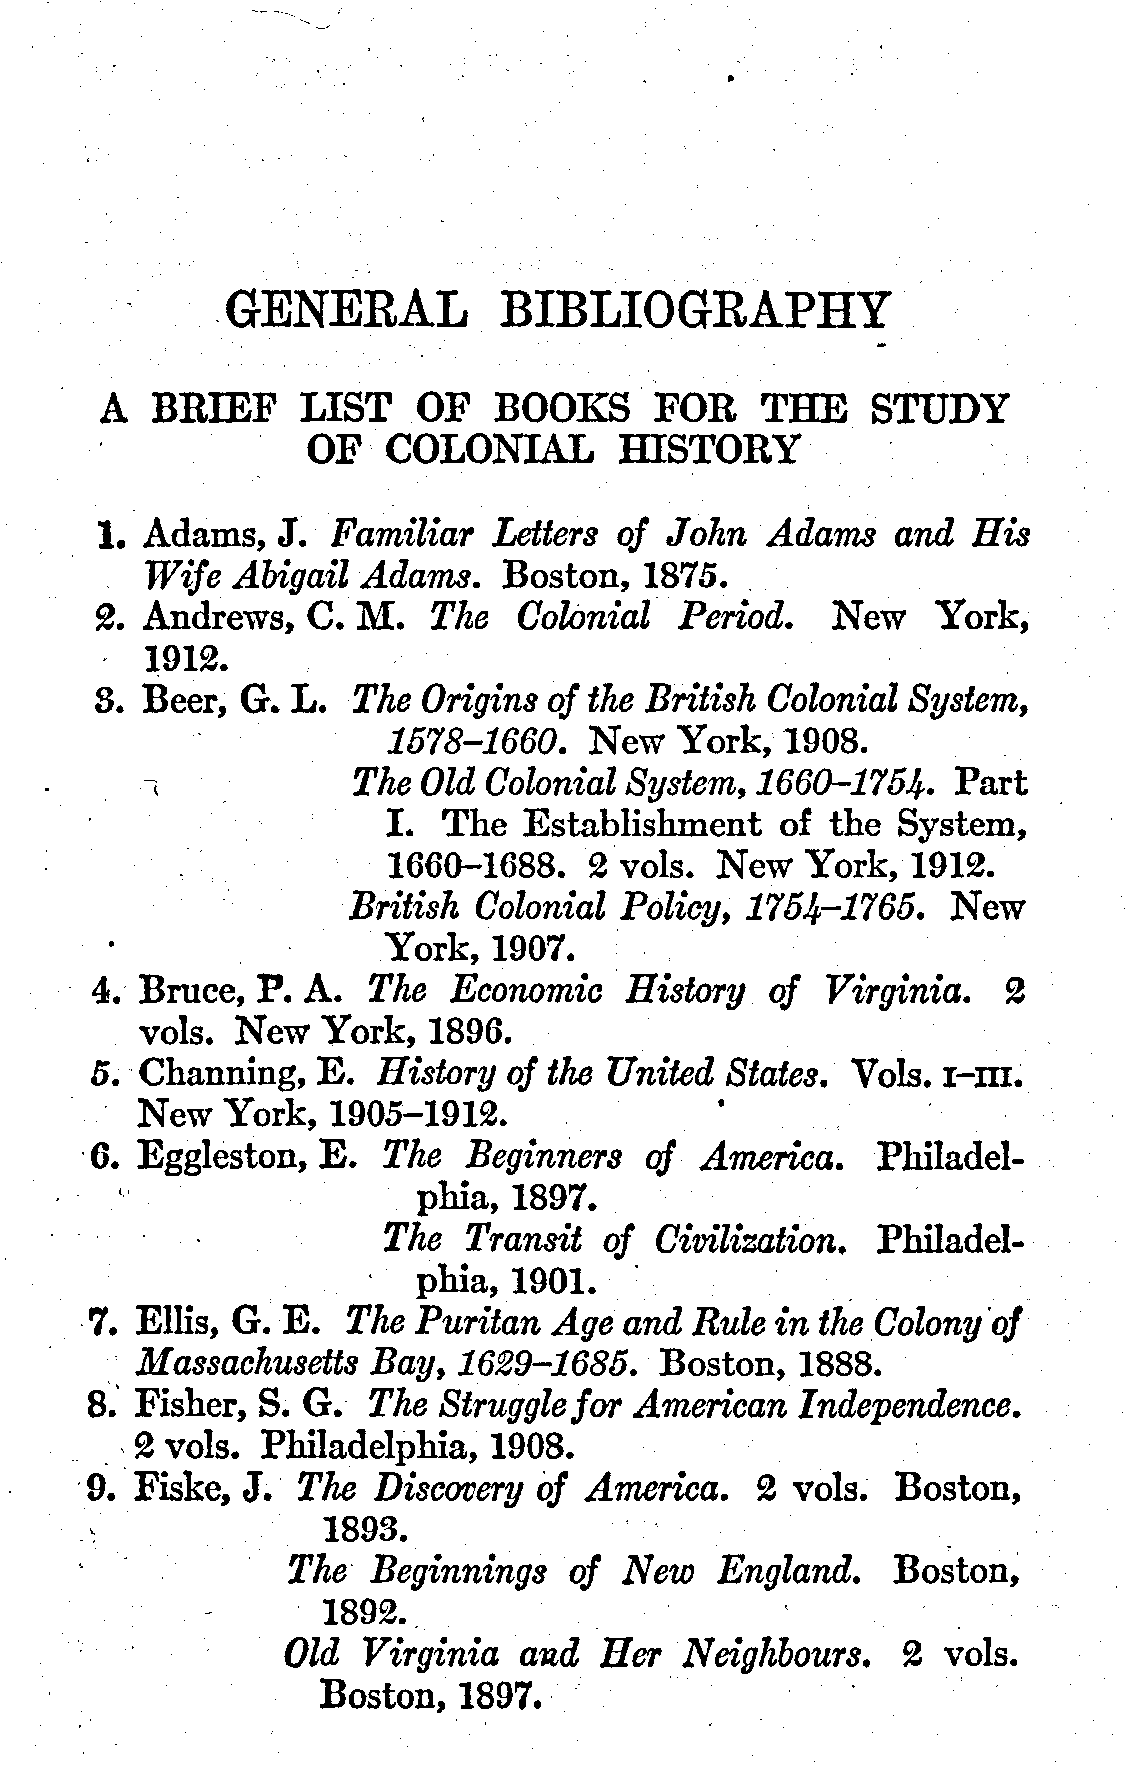 GENERAL BIBLIOGRAPHY
A BRIEF LIST OF BOOKS FOR THE STUDY
OF COLONIAL HISTORY
1. Adams, J. Familiar Letters of John Adams and His
Wife Abigail Adams. Boston, 1875.
2. Andrews, C. M. The Colonial Period. New York,
1912.
3. Beer, G. L. The Origins of the British Colonial System,
1578–1660. New York, 1908.
The Old Colonial System, 1660–1754. Part
I. The Establishment of the System,
1660–1688. 2 vols. New York, 1912.
British Colonial Policy, 1754–1765. New
York, 1907.
4. Bruce, P. A. The Economic History of Virginia. 2
vols. New York, 1896.
5. Channing, E. History of the United States. Vols. I–III.
New York, 1905–1912.
6. Eggleston, E. The Beginners of America. Philadel-
phia, 1897.
The Transit of Civilization. Philadel-
phia, 1901.
7. Ellis, G. E. The Puritan Age and Rule in the Colony of
Massachusetts Bay, 1629–1685. Boston, 1888.
8. Fisher, S. G. The Struggle for American Independence.
2 vols. Philadelphia, 1908.
9. Fiske, J. The Discovery of America. 2 vols. Boston,
1893.
The Beginnings of New England. Boston,
1892.
Old Virginia and Her Neighbours. 2 vols.
Boston, 1897.